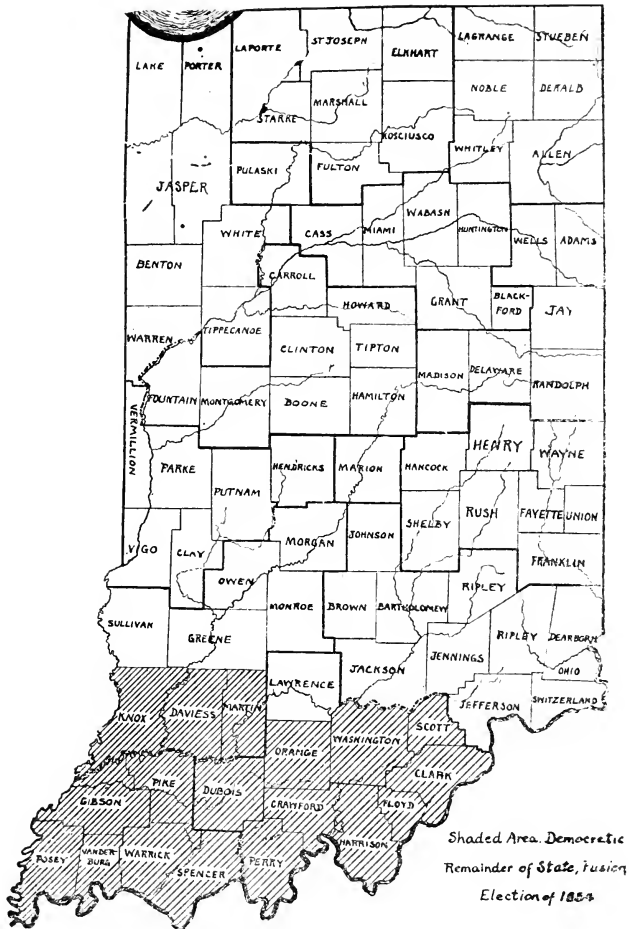 LAPORTE
ST JOSEPH
ELKHART
LAGRANGE
STUEBEN
LAKE
PORTER
STARKE
MARSHALL
NOBLE
DEKALB
KOSCIUSCO
WHITLEY
ALLEN
JASPER
PULASKI
FULTON
WHITE
CASS
MIAMI
WABASH
HUNTINGTON
WELLS
ADAMS
BENTON
CARROLL
HOWARD
GRANT
BLACK-
FORD
JAY
WARREN
TIPPECANOE
CLINTON
TIPTON
MADISON
DELAWARE
RANDOLPH
FOUNTAIN
MONTGOMERY
BOONE
HAMILTON
VERMILLION
PARKE
PUTNAM
HENDRICKS
MARION
HANCOCK
HENRY
WAYNE
VIGO
CLAY
MORGAN
JOHNSON
SHELBY
RUSH
FAYETTE
UNION
OWEN
FRANKLIN
SULLIVAN
GREENE
MONROE
BROWN
BARTHOLOMEW
RIPLEY
JACKSON
JENNINGS
RIPLEY
DEARBORN
OHIO
LAWRENCE
JEFFERSON
SWITZERLAND
KNOX
DAVIESS
MARTIN
ORANGE
WASHINGTON
SCOTT
CLARK
GIBSON
PIKE
DUBOIS
CRAWFORD
FLOYD
HARRISON
POSEY
VANDER-
BURG
WARRICK
SPENCER
PERRY
Shaded Area. Democratic
Remainder of State, Fusion
Election of 1854